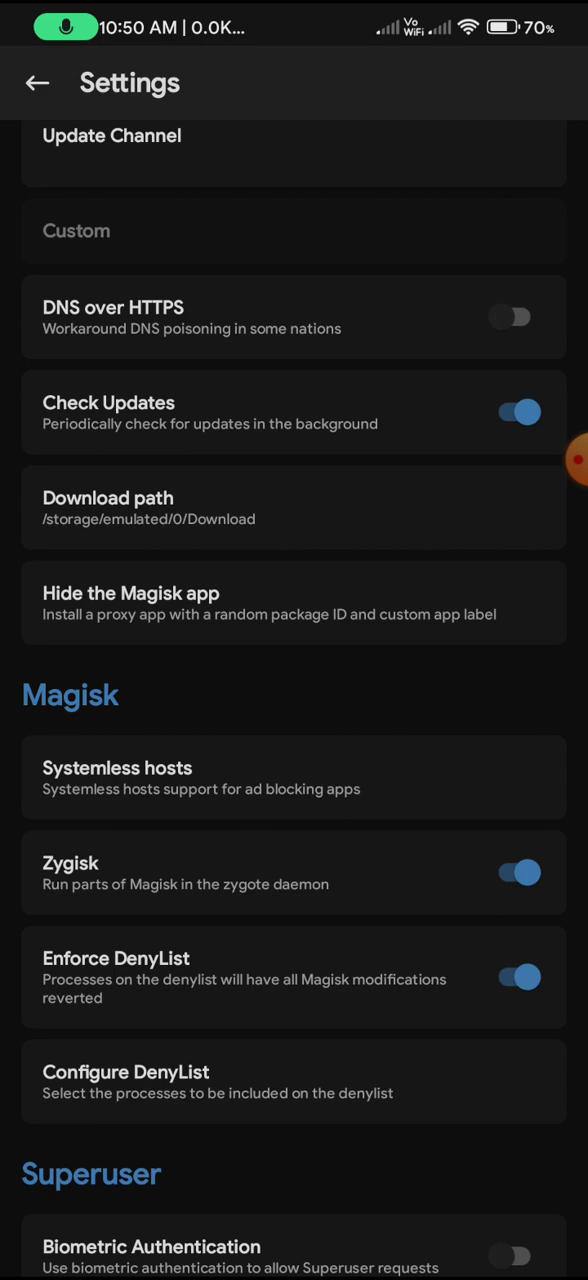 10:50 AM | 0.0K...
Vo
WiFi
70%
Settings
Update Channel
Custom
DNS over HTTPS
Workaround DNS poisoning in some nations
Check Updates
Periodically check for updates in the background
Download path
/storage/emulated/0/Download
Hide the Magisk app
Install a proxy app with a random package ID and custom app label
Magisk
Systemless hosts
Systemless hosts support for ad blocking apps
Zygisk
Run parts of Magisk in the zygote daemon
Enforce DenyList
Processes on the denylist will have all Magisk modifications
reverted
Configure DenyList
Select the processes to be included on the denylist
Superuser
Biometric Authentication
Use biometric authentication to allow Superuser requests